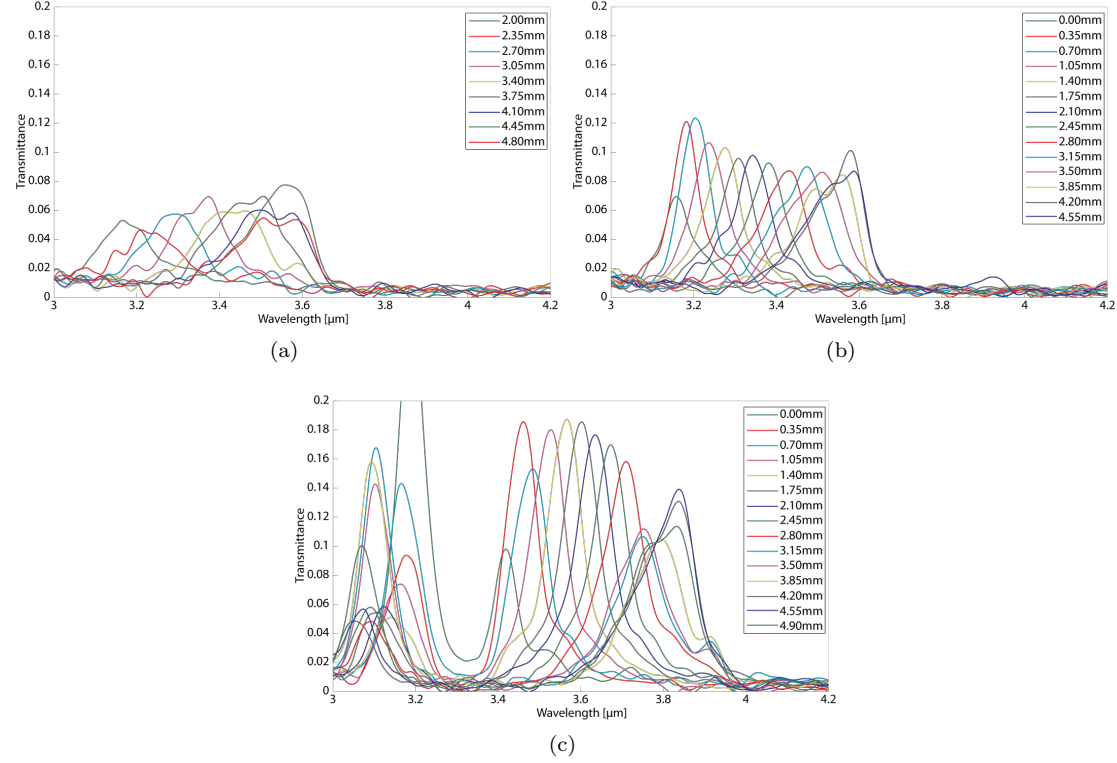 0.2
0.18
0.16
0.14
0.12
0.1
0.08
0.06
0.04
0.02
0
Transmittance
3
3.2
3.4
3.6
3.8
4
4.2
Wavelength [µm]
2.00mm
2.35mm
2.70mm
3.05mm
3.40mm
3.75mm
4.10mm
4.45mm
4.80mm
(a)
0.2
0.18
0.16
0.14
0.12
0.1
0.08
0.06
0.04
0.02
0
Transmittance
3
3.2
3.4
3.6
3.8
4
4.2
Wavelength [µm]
0.00mm
0.35mm
0.70mm
1.05mm
1.40mm
1.75mm
2.10mm
2.45mm
2.80mm
3.15mm
3.50mm
3.85mm
4.20mm
4.55mm
(b)
0.2
0.18
0.16
0.14
0.12
0.1
0.08
0.06
0.04
0.02
0
Transmittance
3
3.2
3.4
3.6
3.8
4
4.2
Wavelength [µm]
0.00mm
0.35mm
0.70mm
1.05mm
1.40mm
1.75mm
2.10mm
2.45mm
2.80mm
3.15mm
3.50mm
3.85mm
4.20mm
4.55mm
4.90mm
(c)